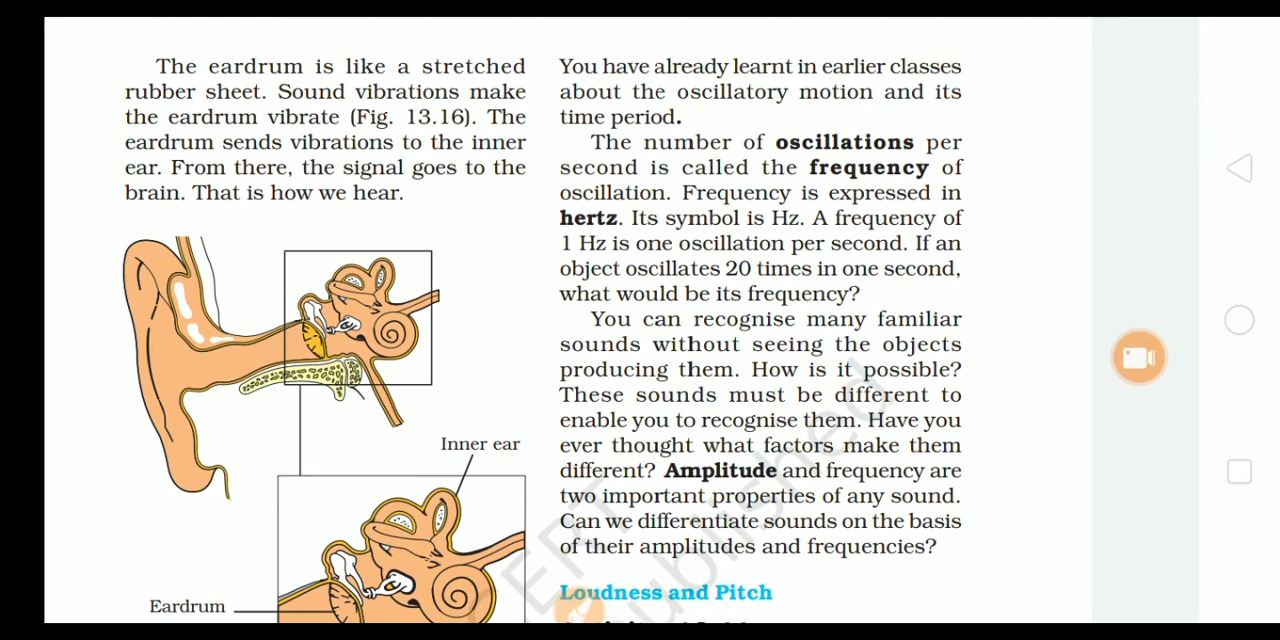 The eardrum is like a stretched
rubber sheet. Sound vibrations make
the eardrum vibrate (Fig. 13.16). The
eardrum sends vibrations to the inner
ear. From there, the signal goes to the
brain. That is how we hear.
Inner ear
Eardrum
You have already learnt in earlier classes
about the oscillatory motion and its
time period.
The number of oscillations per
second is called the frequency of
oscillation. Frequency is expressed in
hertz. Its symbol is Hz. A frequency of
1 Hz is one oscillation per second. If an
object oscillates 20 times in one second,
what would be its frequency?
You can recognise many familiar
sounds without seeing the objects
producing them. How is it possible?
These sounds must be different to
enable you to recognise them. Have you
ever thought what factors make them
different? Amplitude and frequency are
two important properties of any sound.
Can we differentiate sounds on the basis
of their amplitudes and frequencies?
Loudness and Pitch